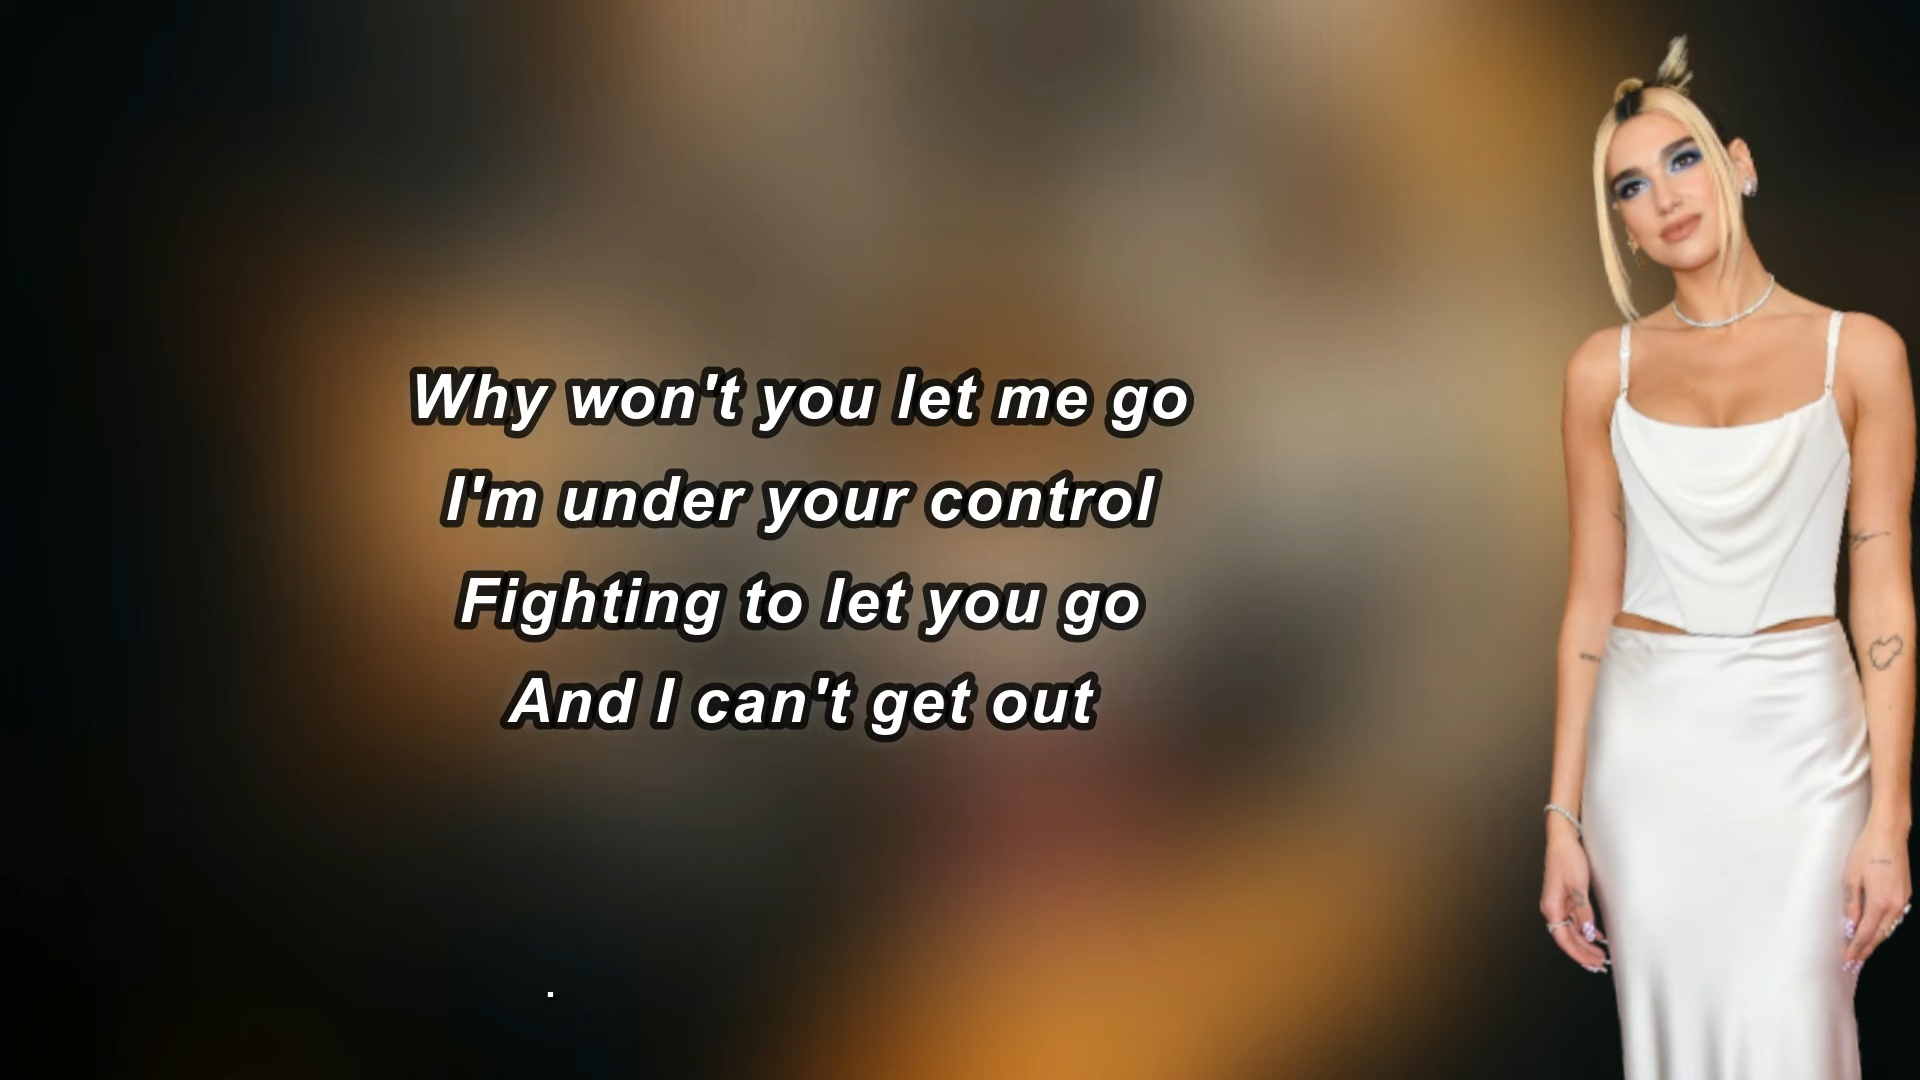 Why won't you let me go
I'm under your control
Fighting to let you go
And I can't get out
.